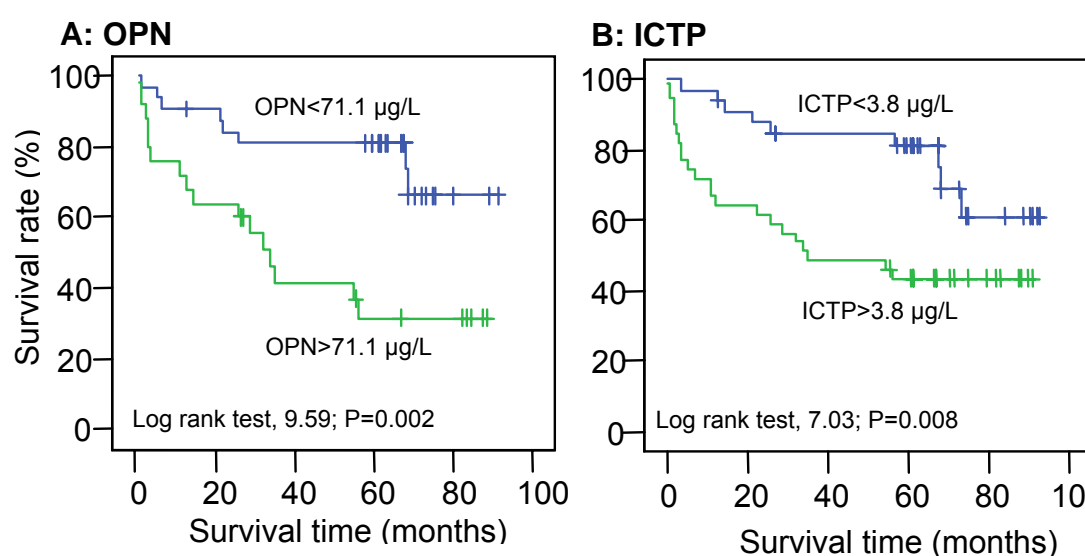 A: OPN
100
80
60
40
20
0
Survival rate (%)
OPN<71.1 µg/L
OPN>71.1 µg/L
Log rank test, 9.59; P=0.002
0 20 40 60 80 100
Survival time (months)
B: ICTP
100
80
60
40
20
0
ICTP<3.8 µg/L
ICTP>3.8 µg/L
Log rank test, 7.03; P=0.008
0 20 40 60 80 10
Survival time (months)